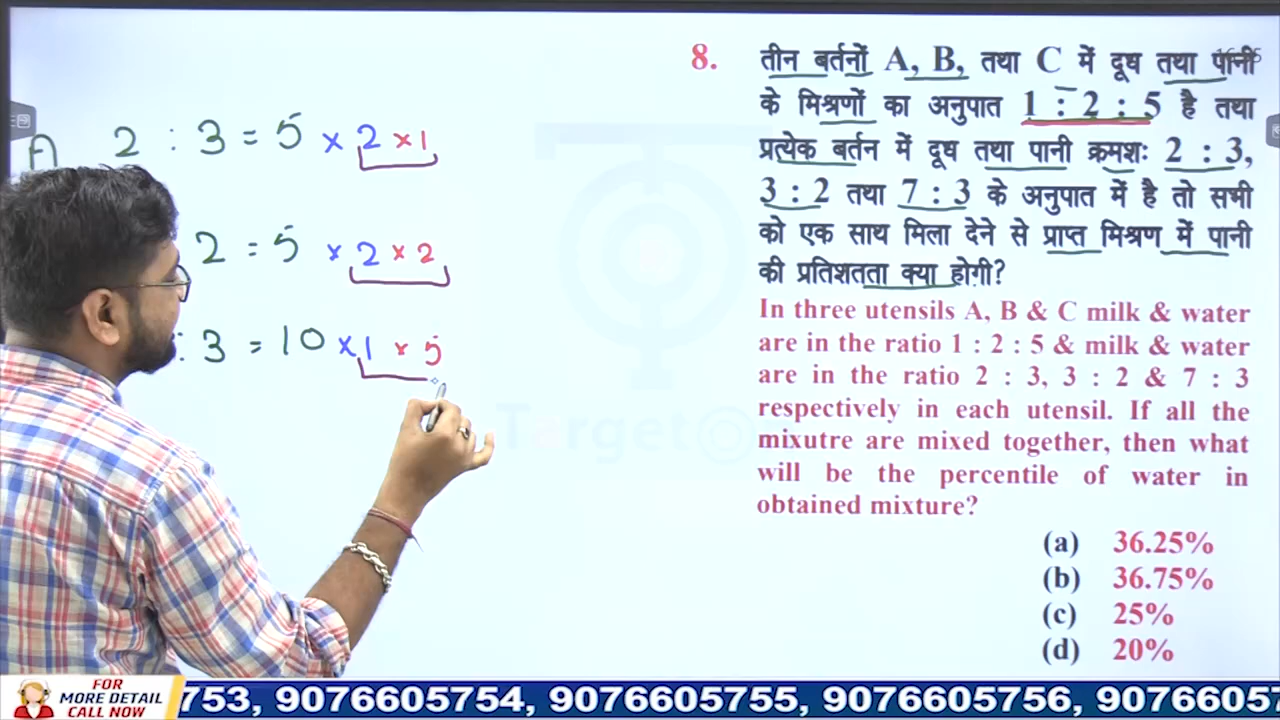 8. तीन बर्तनों A, B, तथा C में दूध तथा पानी
के मिश्रणों का अनुपात 1 : 2 : 5 है तथा
प्रत्येक बर्तन में दूध तथा पानी क्रमशः 2 : 3,
3 : 2 तथा 7 : 3 के अनुपात में है तो सभी
को एक साथ मिला देने से प्राप्त मिश्रण में पानी
की प्रतिशतता क्या होगी?
In three utensils A, B & C milk & water
are in the ratio 1 : 2 : 5 & milk & water
are in the ratio 2 : 3, 3 : 2 & 7 : 3
respectively in each utensil. If all the
mixutre are mixed together, then what
will be the percentile of water in
obtained mixture?
(a) 36.25%
(b) 36.75%
(c) 25%
(d) 20%
A 2 : 3 = 5 × 2 × 1
2 = 5 × 2 × 2
: 3 = 10 × 1 × 5
Target
FOR
MORE DETAIL
CALL NOW
753, 9076605754, 9076605755, 9076605756, 907660575